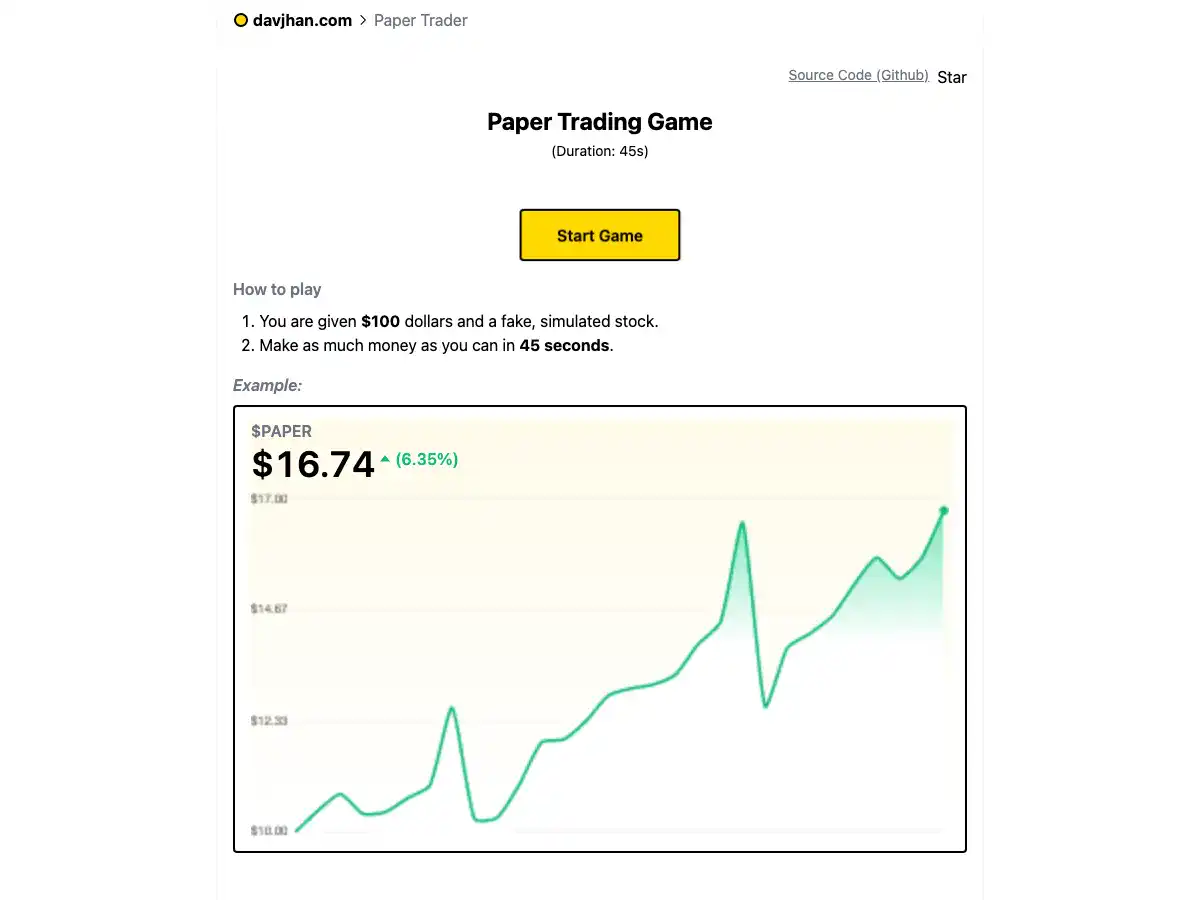 davjhan.com > Paper Trader
Source Code (Github) Star
Paper Trading Game
(Duration: 45s)
Start Game
How to play
1. You are given $100 dollars and a fake, simulated stock.
2. Make as much money as you can in 45 seconds.
Example:
$PAPER
$16.74 (6.35%)
$17.00
$14.67
$12.33
$10.00